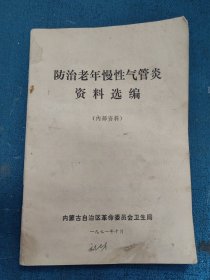 防治老年慢性气管炎
资料选编
(内部资料)
内蒙古自治区革命委员会卫生局
一九七一年十月